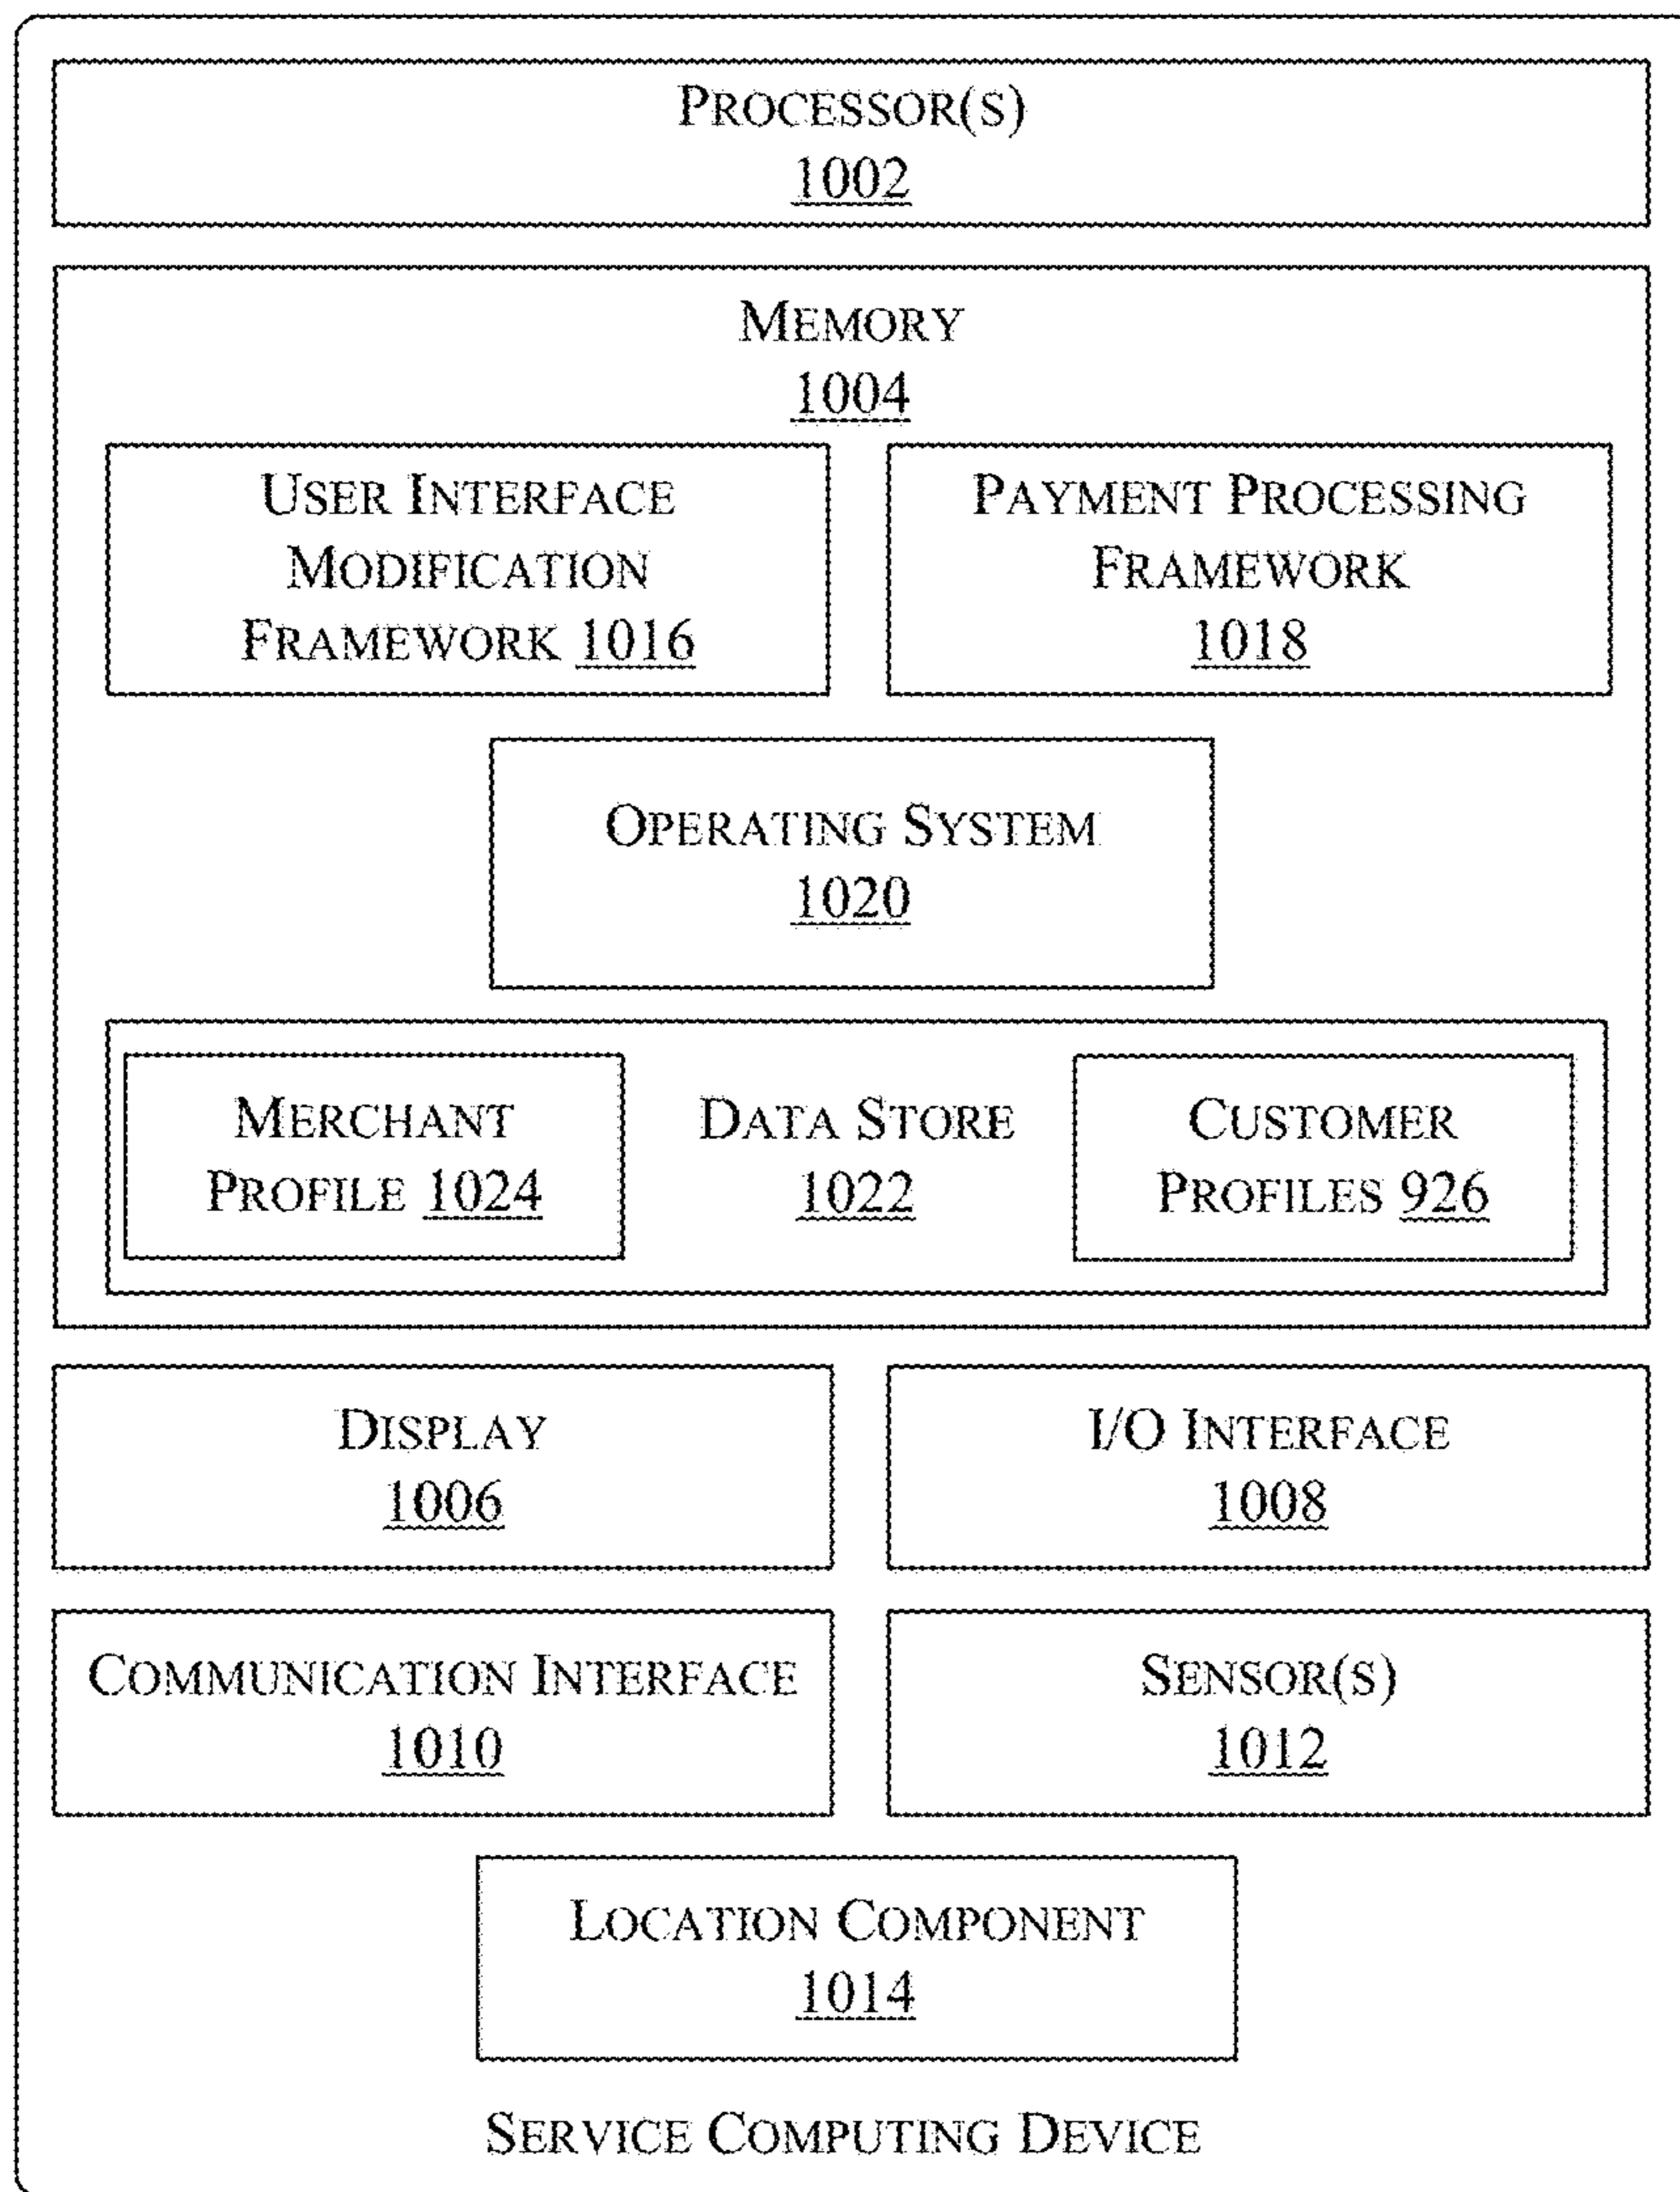 PROCESSOR(S)
1002
MEMORY
1004
USER INTERFACE
MODIFICATION
FRAMEWORK 1016
PAYMENT PROCESSING
FRAMEWORK
1018
OPERATING SYSTEM
1020
MERCHANT
PROFILE 1024
DATA STORE
1022
CUSTOMER
PROFILES 926
DISPLAY
1006
I/O INTERFACE
1008
COMMUNICATION INTERFACE
1010
SENSOR(S)
1012
LOCATION COMPONENT
1014
SERVICE COMPUTING DEVICE